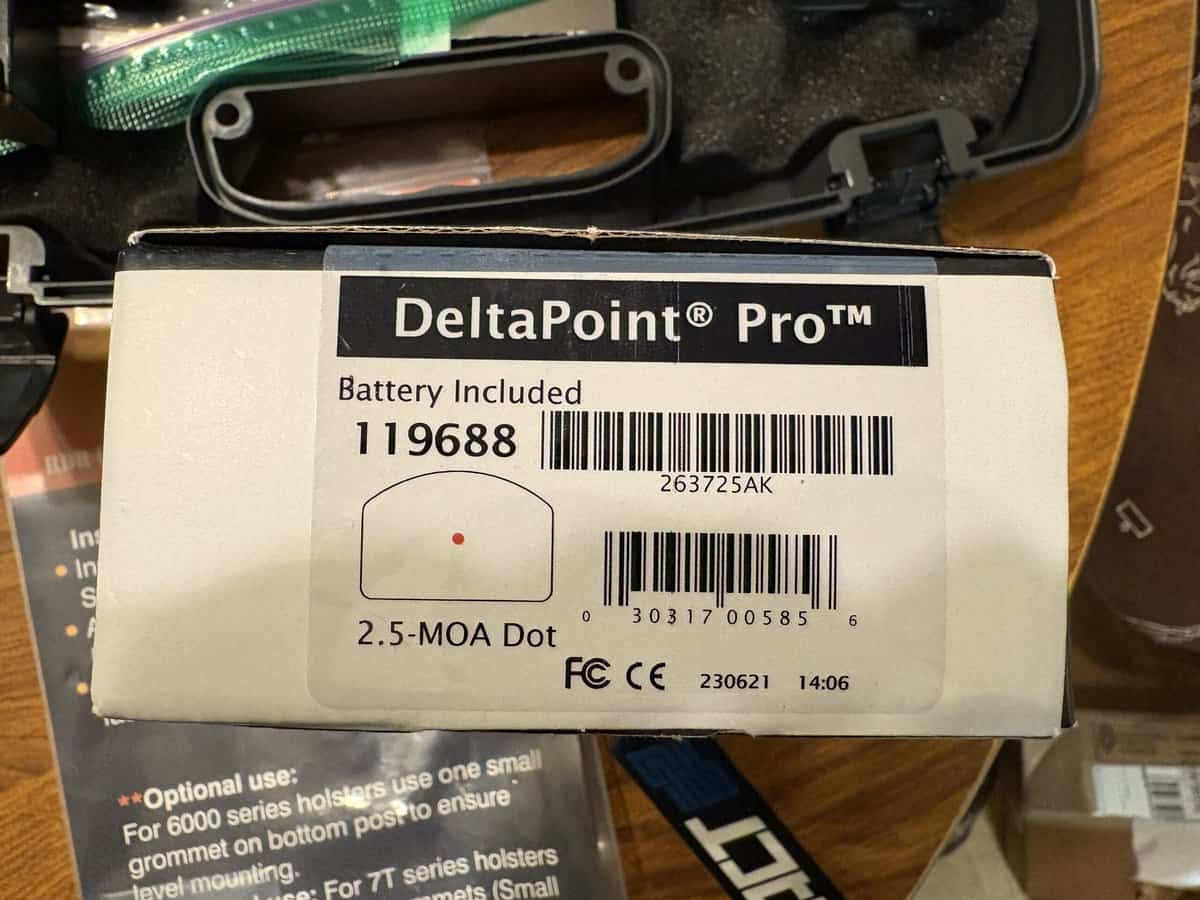 DeltaPoint® Pro™
Battery Included
119688
263725AK
0 30317 00585 6
2.5-MOA Dot
FC CE 230621 14:06
**Optional use:
For 6000 series holsters use one small
grommet on bottom post to ensure
level mounting.
For 7T series holsters
(Small